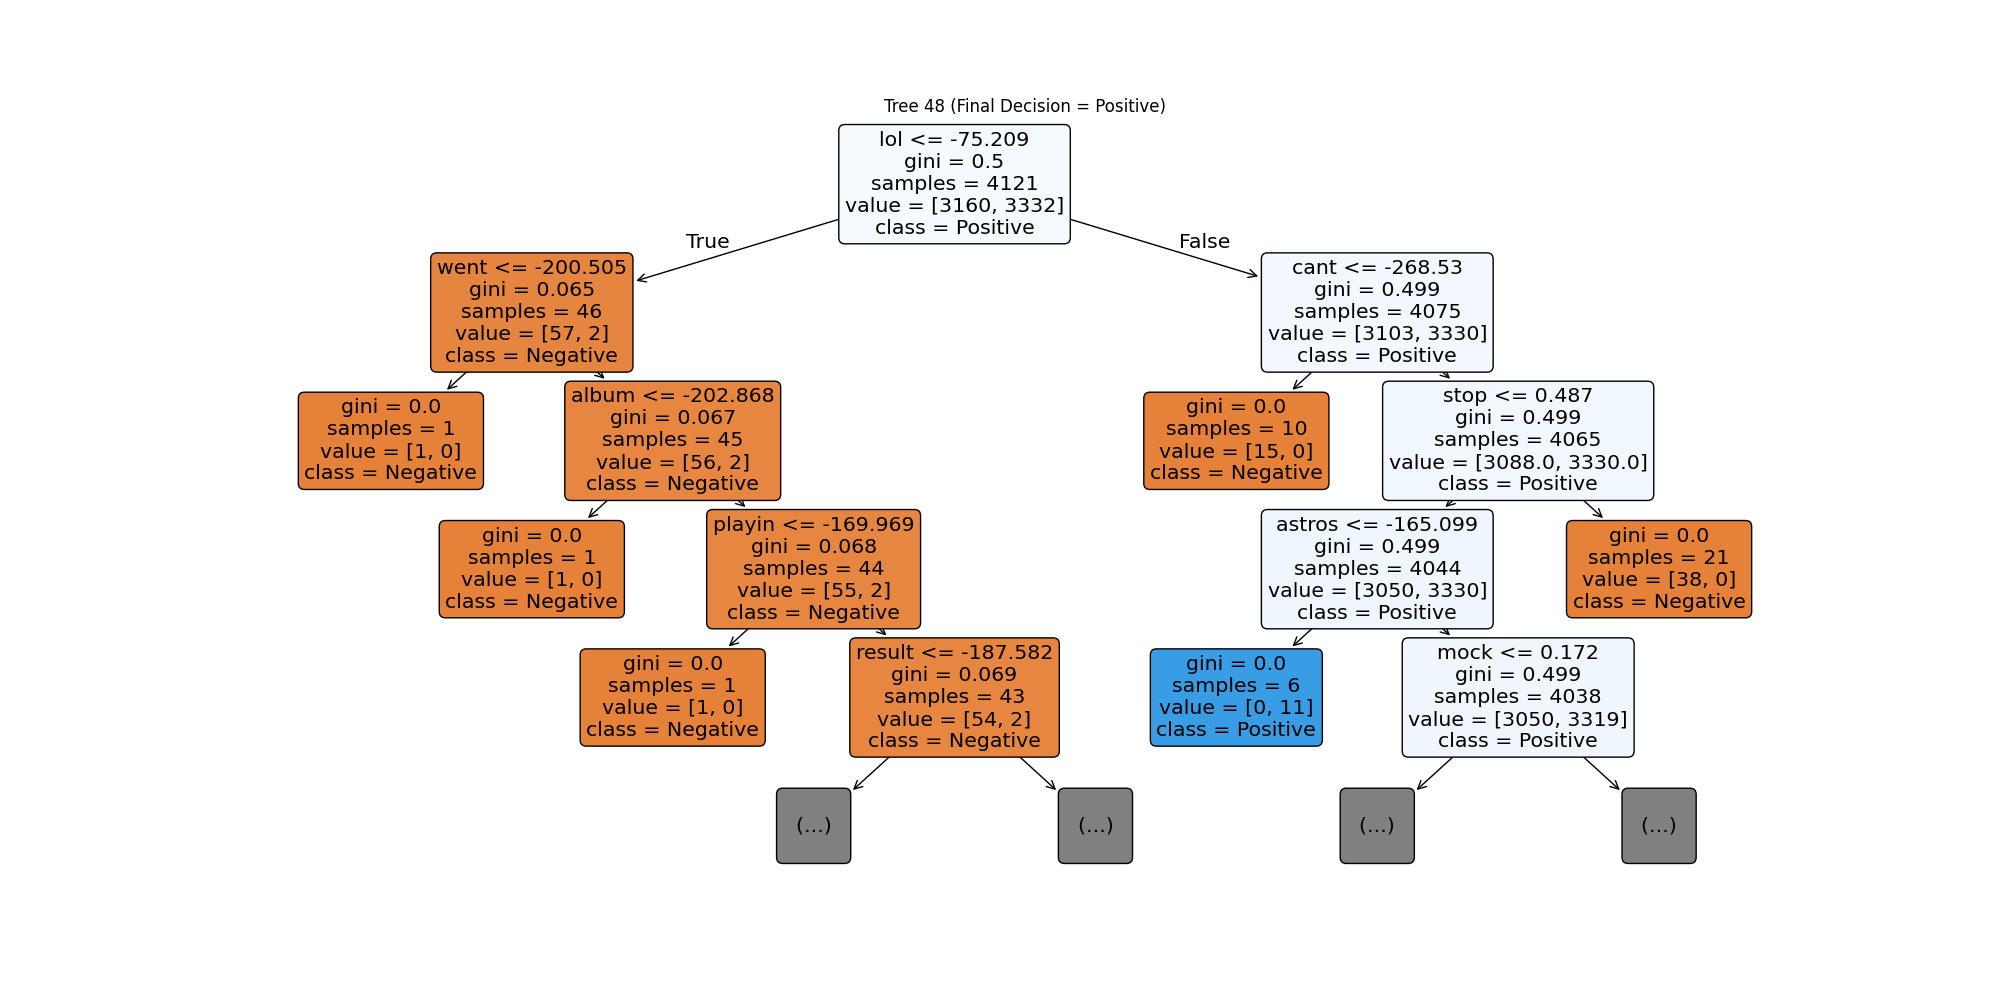 Tree 48 (Final Decision = Positive)
lol <= -75.209
gini = 0.5
samples = 4121
value = [3160, 3332]
class = Positive
True
False
went <= -200.505
gini = 0.065
samples = 46
value = [57, 2]
class = Negative
cant <= -268.53
gini = 0.499
samples = 4075
value = [3103, 3330]
class = Positive
gini = 0.0
samples = 1
value = [1, 0]
class = Negative
album <= -202.868
gini = 0.067
samples = 45
value = [56, 2]
class = Negative
gini = 0.0
samples = 10
value = [15, 0]
class = Negative
stop <= 0.487
gini = 0.499
samples = 4065
value = [3088.0, 3330.0]
class = Positive
gini = 0.0
samples = 1
value = [1, 0]
class = Negative
playin <= -169.969
gini = 0.068
samples = 44
value = [55, 2]
class = Negative
astros <= -165.099
gini = 0.499
samples = 4044
value = [3050, 3330]
class = Positive
gini = 0.0
samples = 21
value = [38, 0]
class = Negative
gini = 0.0
samples = 1
value = [1, 0]
class = Negative
result <= -187.582
gini = 0.069
samples = 43
value = [54, 2]
class = Negative
gini = 0.0
samples = 6
value = [0, 11]
class = Positive
mock <= 0.172
gini = 0.499
samples = 4038
value = [3050, 3319]
class = Positive
(...)
(...)
(...)
(...)